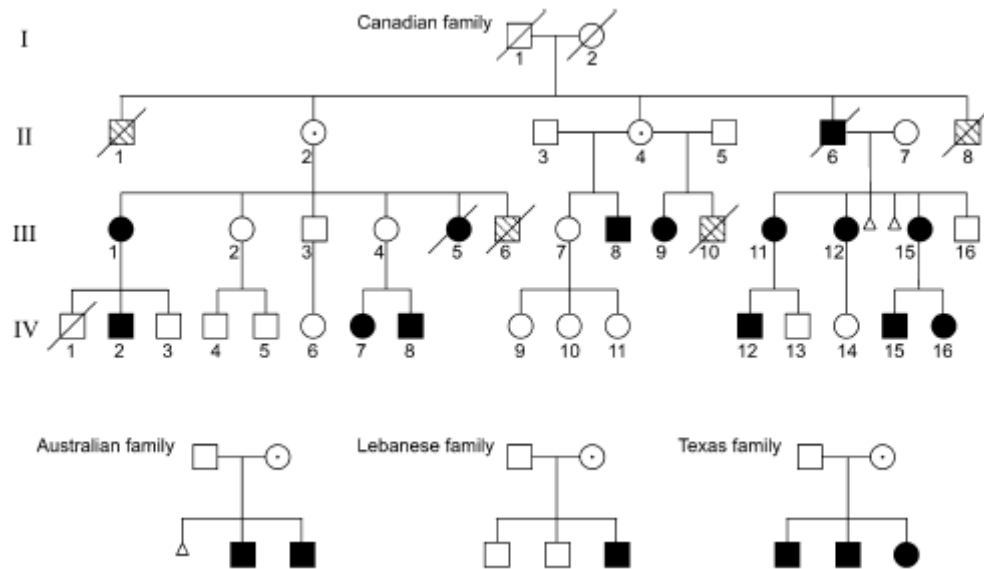 Canadian family
I
1 2
II
1 2 3 4 5 6 7 8
III
1 2 3 4 5 6 7 8 9 10 11 12 15 16
IV
1 2 3 4 5 6 7 8 9 10 11 12 13 14 15 16
Australian family Lebanese family Texas family